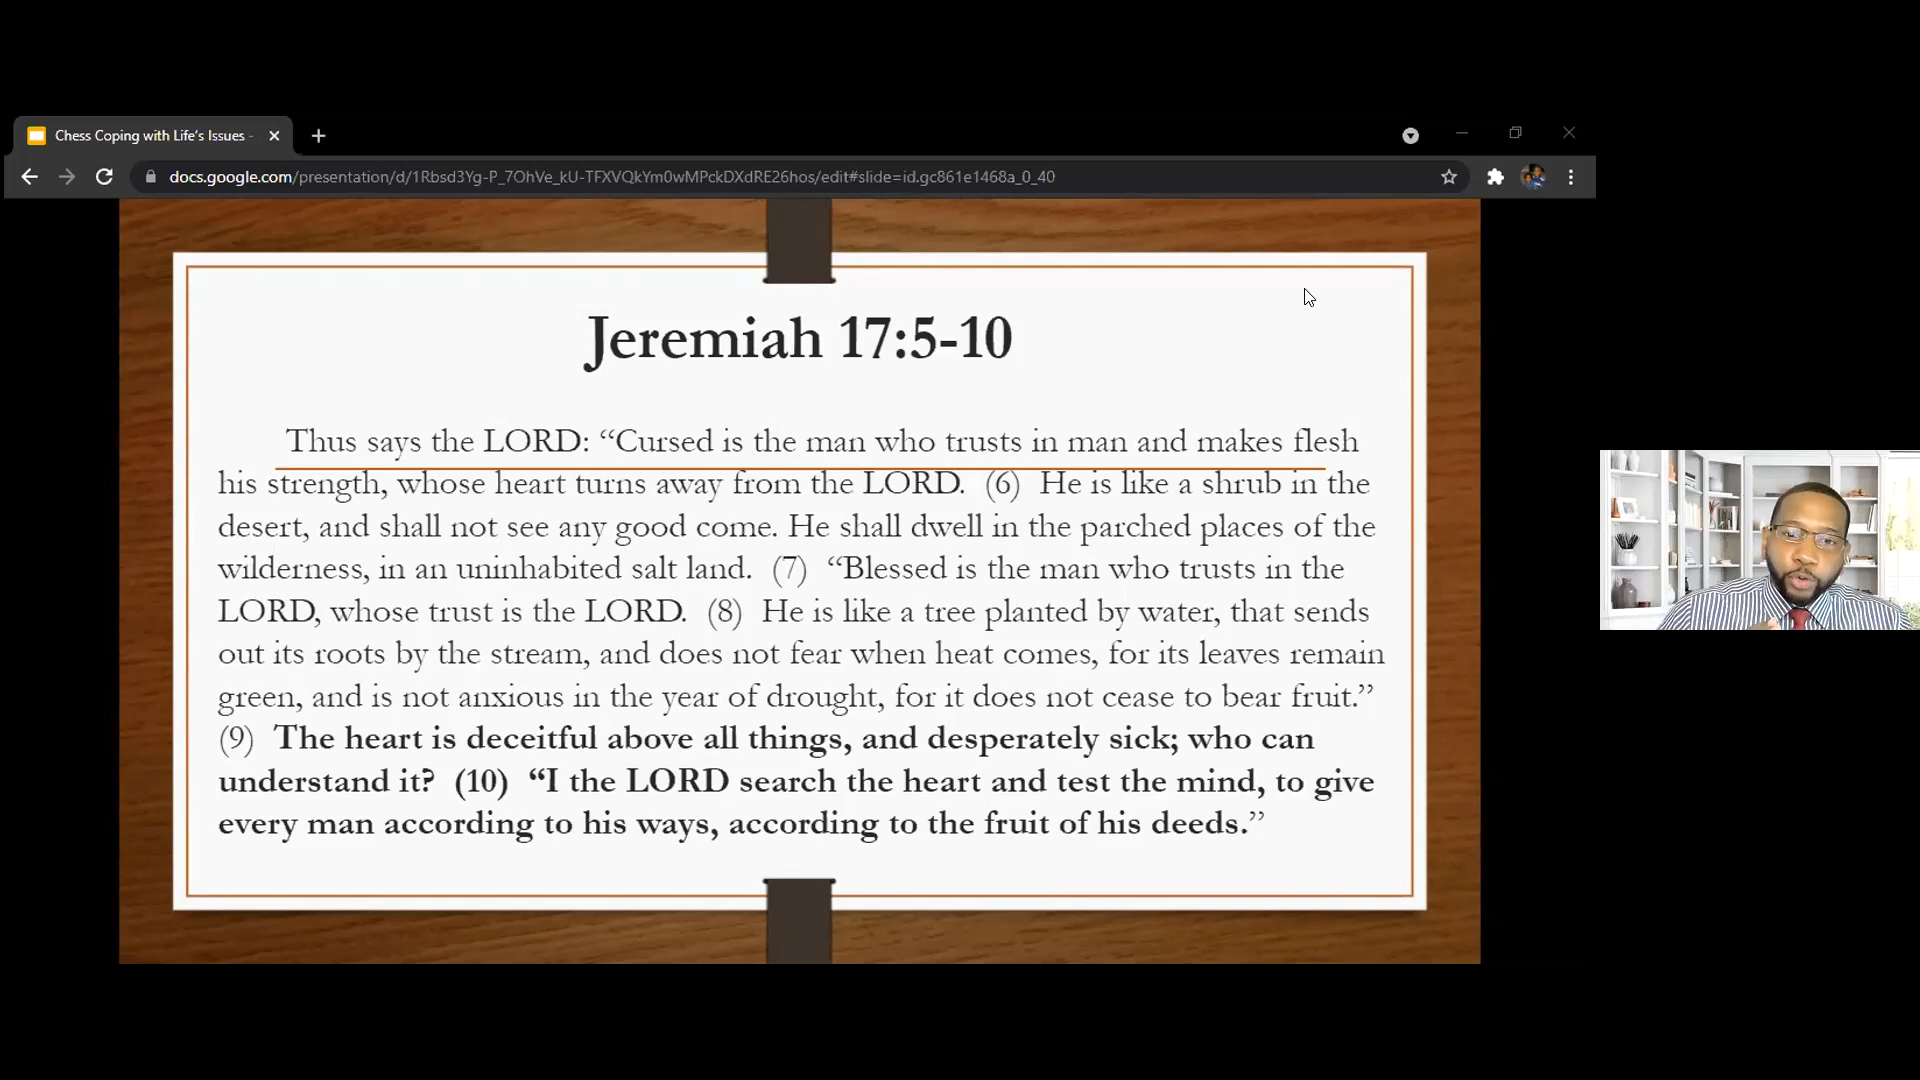 Chess Coping with Life's Issues -
docs.google.com/presentation/d/1Rbsd3Yg-P_7OhVe_kU-TFXVQkYm0wMPckDXdRE26hos/edit#slide=id.gc861e1468a_0_40
Jeremiah 17:5-10
Thus says the LORD: “Cursed is the man who trusts in man and makes flesh
his strength, whose heart turns away from the LORD. (6) He is like a shrub in the
desert, and shall not see any good come. He shall dwell in the parched places of the
wilderness, in an uninhabited salt land. (7) “Blessed is the man who trusts in the
LORD, whose trust is the LORD. (8) He is like a tree planted by water, that sends
out its roots by the stream, and does not fear when heat comes, for its leaves remain
green, and is not anxious in the year of drought, for it does not cease to bear fruit.”
(9) The heart is deceitful above all things, and desperately sick; who can
understand it? (10) “I the LORD search the heart and test the mind, to give
every man according to his ways, according to the fruit of his deeds.”